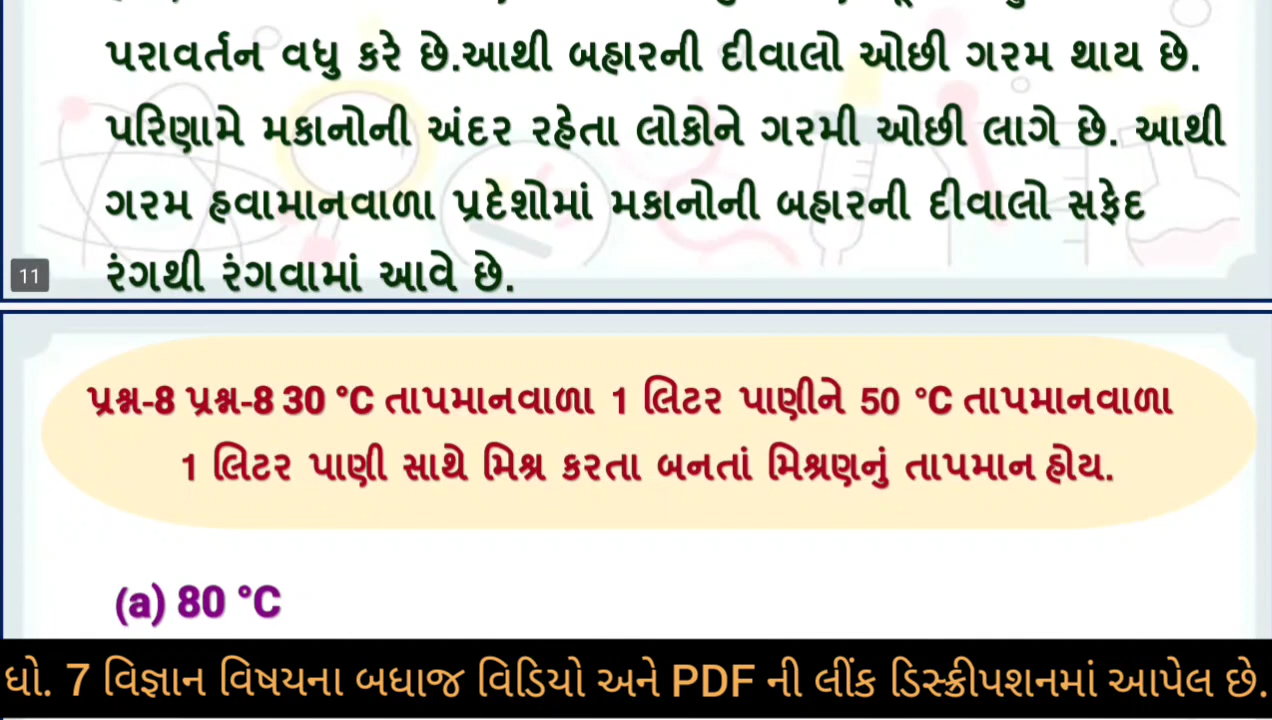 પરાવર્તન વધુ કરે છે.આથી બહારની દીવાલો ઓછી ગરમ થાય છે.
પરિણામે મકાનોની અંદર રહેતા લોકોને ગરમી ઓછી લાગે છે. આથી
ગરમ હવામાનવાળા પ્રદેશોમાં મકાનોની બહારની દીવાલો સફેદ
રંગથી રંગવામાં આવે છે.
11
પ્રશ્ન-8 પ્રશ્ન-8 30 °C તાપમાનવાળા 1 લિટર પાણીને 50 °C તાપમાનવાળા
1 લિટર પાણી સાથે મિશ્ર કરતા બનતાં મિશ્રણનું તાપમાન હોય.
(a) 80 °C
ધો. 7 વિજ્ઞાન વિષયના બધાજ વિડિયો અને PDF ની લીંક ડિસ્ક્રીપશનમાં આપેલ છે.